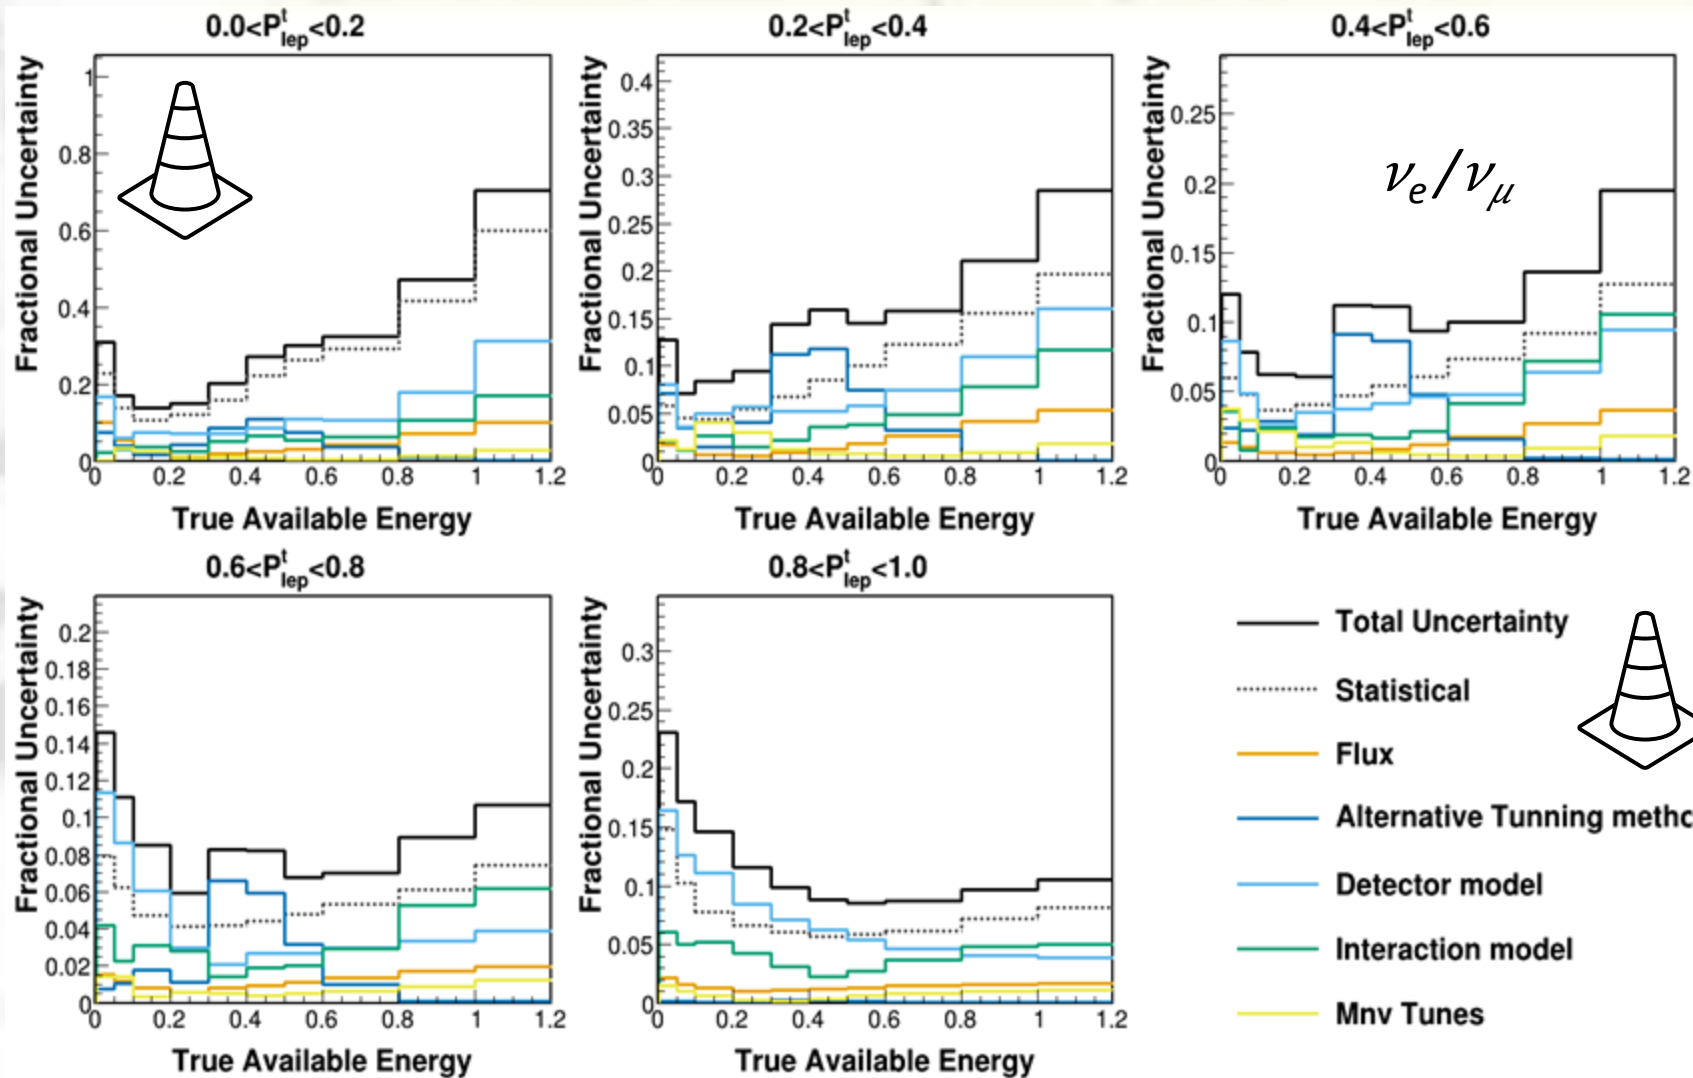 0.0<P^t_lep<0.2
Fractional Uncertainty
1
0.8
0.6
0.4
0.2
0
0 0.2 0.4 0.6 0.8 1 1.2
True Available Energy
0.2<P^t_lep<0.4
Fractional Uncertainty
0.4
0.35
0.3
0.25
0.2
0.15
0.1
0.05
0
0 0.2 0.4 0.6 0.8 1 1.2
True Available Energy
0.4<P^t_lep<0.6
Fractional Uncertainty
0.25
0.2
0.15
0.1
0.05
0
0 0.2 0.4 0.6 0.8 1 1.2
True Available Energy
ν_e/ν_μ
0.6<P^t_lep<0.8
Fractional Uncertainty
0.2
0.18
0.16
0.14
0.12
0.1
0.08
0.06
0.04
0.02
0
0 0.2 0.4 0.6 0.8 1 1.2
True Available Energy
0.8<P^t_lep<1.0
Fractional Uncertainty
0.3
0.25
0.2
0.15
0.1
0.05
0
0 0.2 0.4 0.6 0.8 1 1.2
True Available Energy
Total Uncertainty
Statistical
Flux
Alternative Tunning metho
Detector model
Interaction model
Mnv Tunes